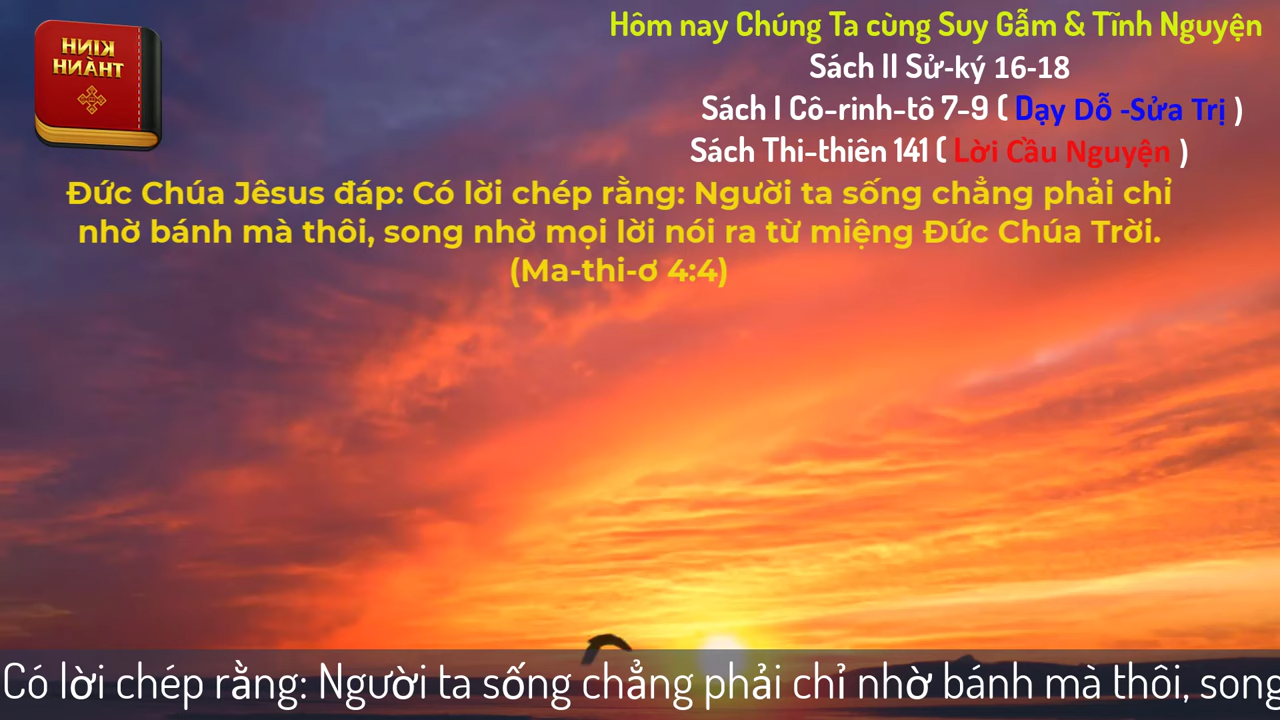 KINH
THÀNH
Hôm nay Chúng Ta cùng Suy Gẫm & Tĩnh Nguyện
Sách II Sử-ký 16-18
Sách I Cô-rinh-tô 7-9 ( Dạy Dỗ -Sửa Trị )
Sách Thi-thiên 141 ( Lời Cầu Nguyện )
Đức Chúa Jêsus đáp: Có lời chép rằng: Người ta sống chẳng phải chỉ
nhờ bánh mà thôi, song nhờ mọi lời nói ra từ miệng Đức Chúa Trời.
(Ma-thi-ơ 4:4)
Có lời chép rằng: Người ta sống chẳng phải chỉ nhờ bánh mà thôi, song